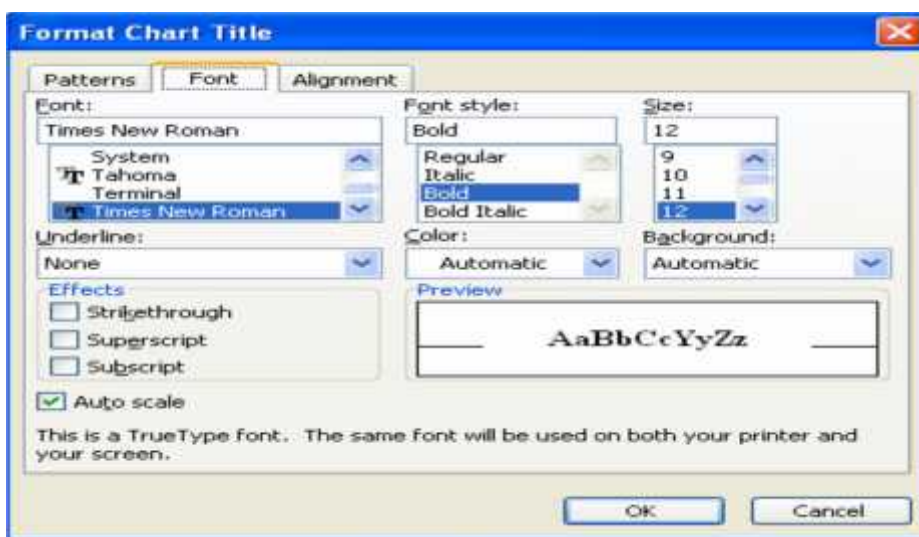 Format Chart Title
Patterns Font Alignment
Font: Font style: Size:
Times New Roman Bold 12
System Regular 9
Tahoma Italic 10
Terminal Bold 11
Times New Roman Bold Italic 12
Underline: Color: Background:
None Automatic Automatic
Effects Preview
Strikethrough
Superscript AaBbCcYyZz
Subscript
Auto scale
This is a TrueType font. The same font will be used on both your printer and
your screen.
OK Cancel